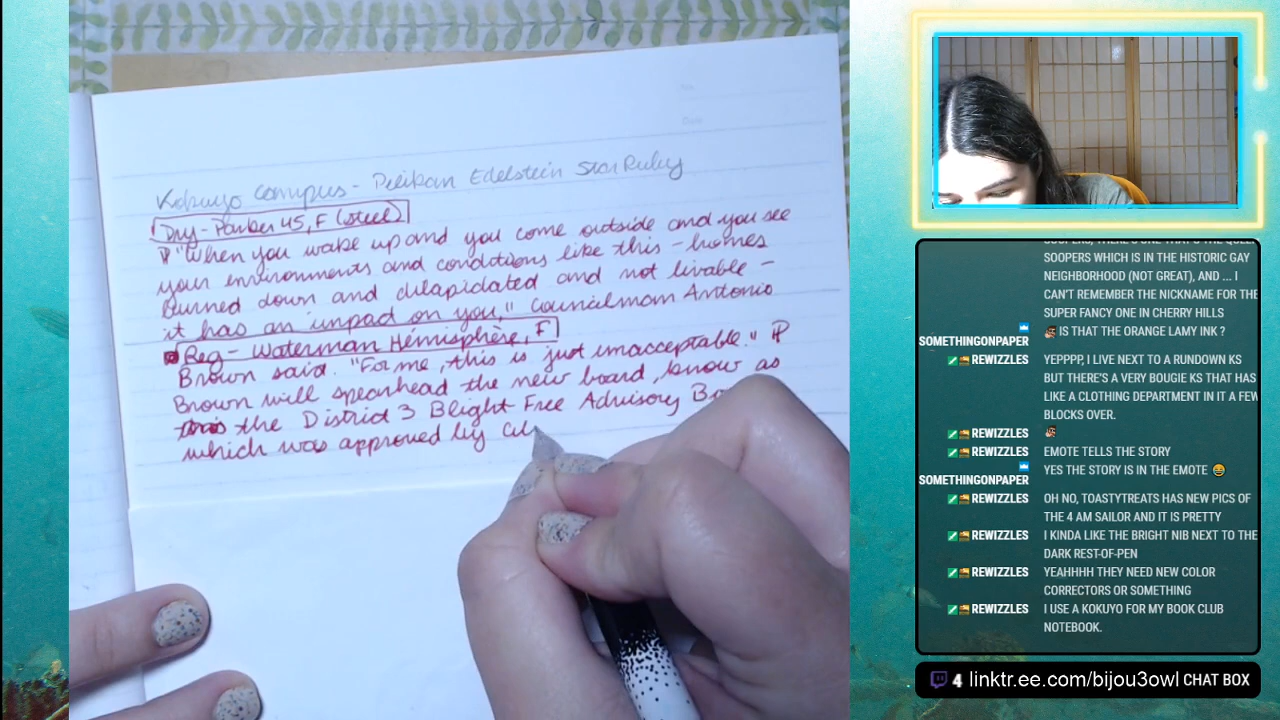 Kokuyo Campus - Pelikan Edelstein Star Ruby
Dry - Parker 45, F (steel)
"When you wake up and you come outside and you see
your environments and conditions like this - homes
burned down and dilapidated and not livable -
it has an impact on you," Councilman Antonio
Reg - Waterman Hémisphère, F
Brown said. "For me, this is just unacceptable."
Brown will spearhead the new board, know as
the District 3 Blight-Free Advisory
which was approved by
SOOPERS WHICH IS IN THE HISTORIC GAY
NEIGHBORHOOD (NOT GREAT), AND ... I
CAN'T REMEMBER THE NICKNAME FOR THE
SUPER FANCY ONE IN CHERRY HILLS
SOMETHINGONPAPER IS THAT THE ORANGE LAMY INK ?
REWIZZLES YEPPPP, I LIVE NEXT TO A RUNDOWN KS
BUT THERE'S A VERY BOUGIE KS THAT HAS
LIKE A CLOTHING DEPARTMENT IN IT A FEW
BLOCKS OVER.
REWIZZLES
REWIZZLES EMOTE TELLS THE STORY
SOMETHINGONPAPER YES THE STORY IS IN THE EMOTE
REWIZZLES OH NO, TOASTYTREATS HAS NEW PICS OF
THE 4 AM SAILOR AND IT IS PRETTY
REWIZZLES I KINDA LIKE THE BRIGHT NIB NEXT TO THE
DARK REST-OF-PEN
REWIZZLES YEAHHHH THEY NEED NEW COLOR
CORRECTORS OR SOMETHING
REWIZZLES I USE A KOKUYO FOR MY BOOK CLUB
NOTEBOOK.
4 linktr.ee.com/bijou3owl CHAT BOX